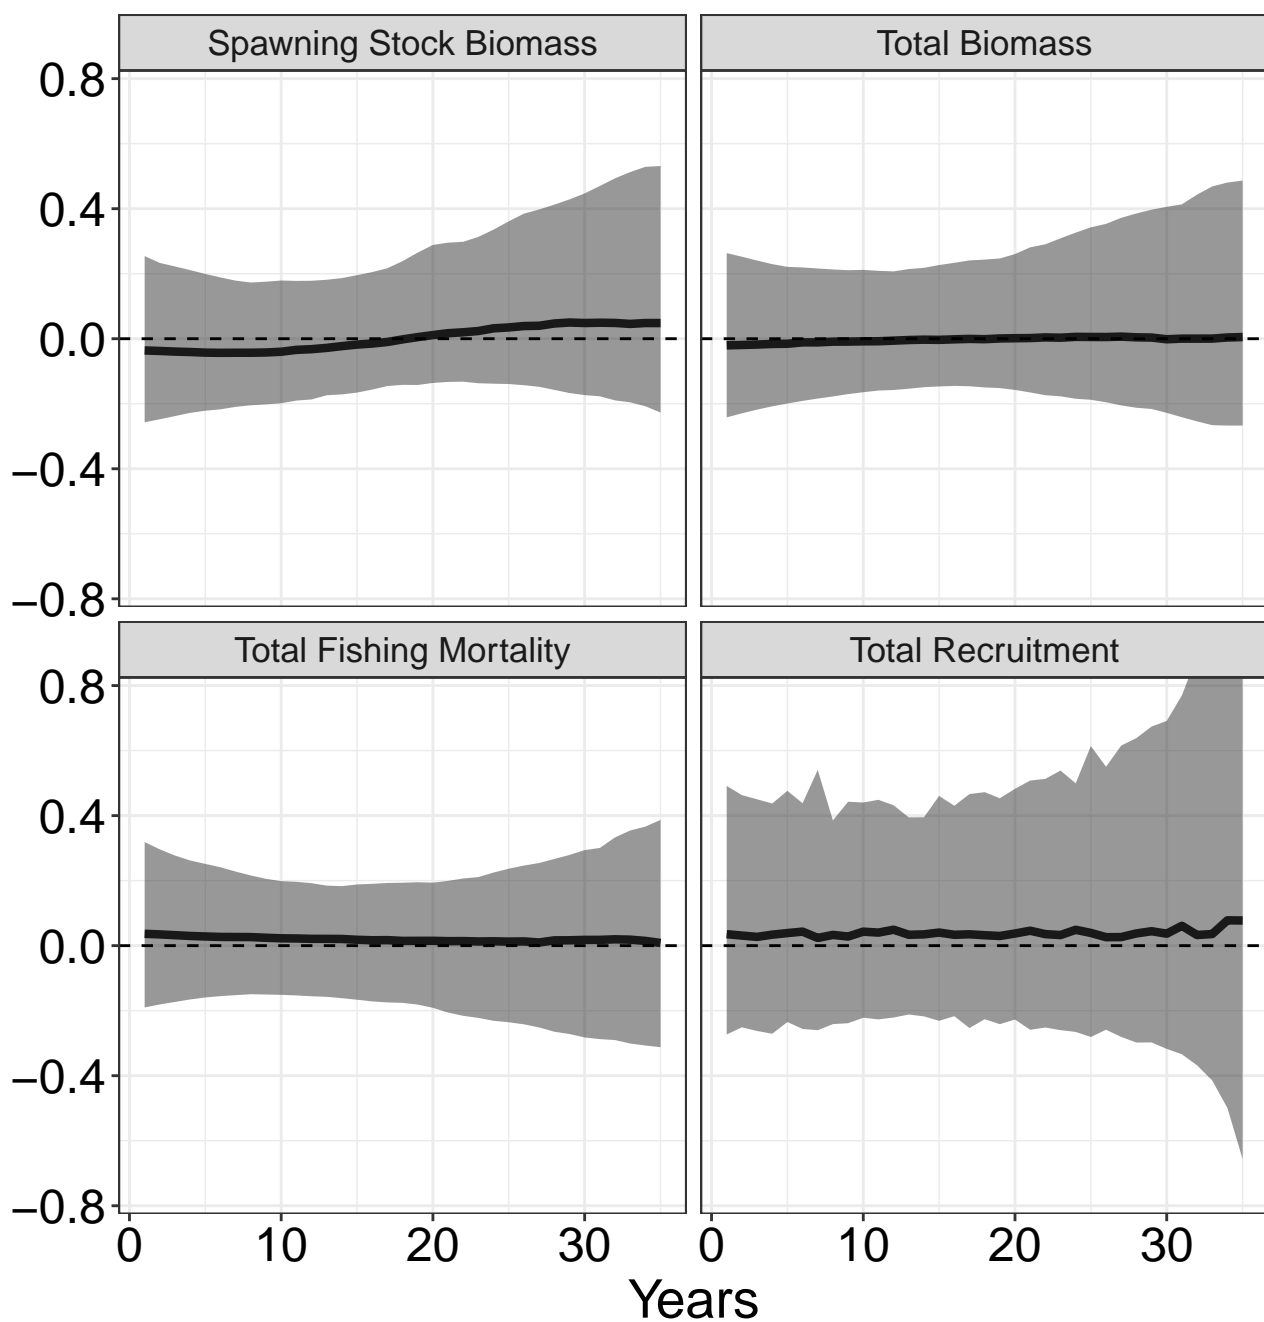 Spawning Stock Biomass
Total Biomass
0.8
0.4
0.0
−0.4
−0.8
Total Fishing Mortality
Total Recruitment
0.8
0.4
0.0
−0.4
−0.8
0 10 20 30 0 10 20 30
Years